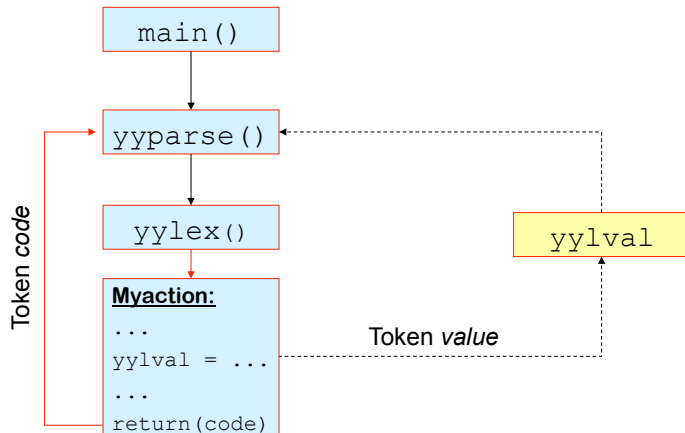 main()
yyparse()
yylex()
yylval
Token code
Myaction:
...
yylval = ...
...
return(code)
Token value